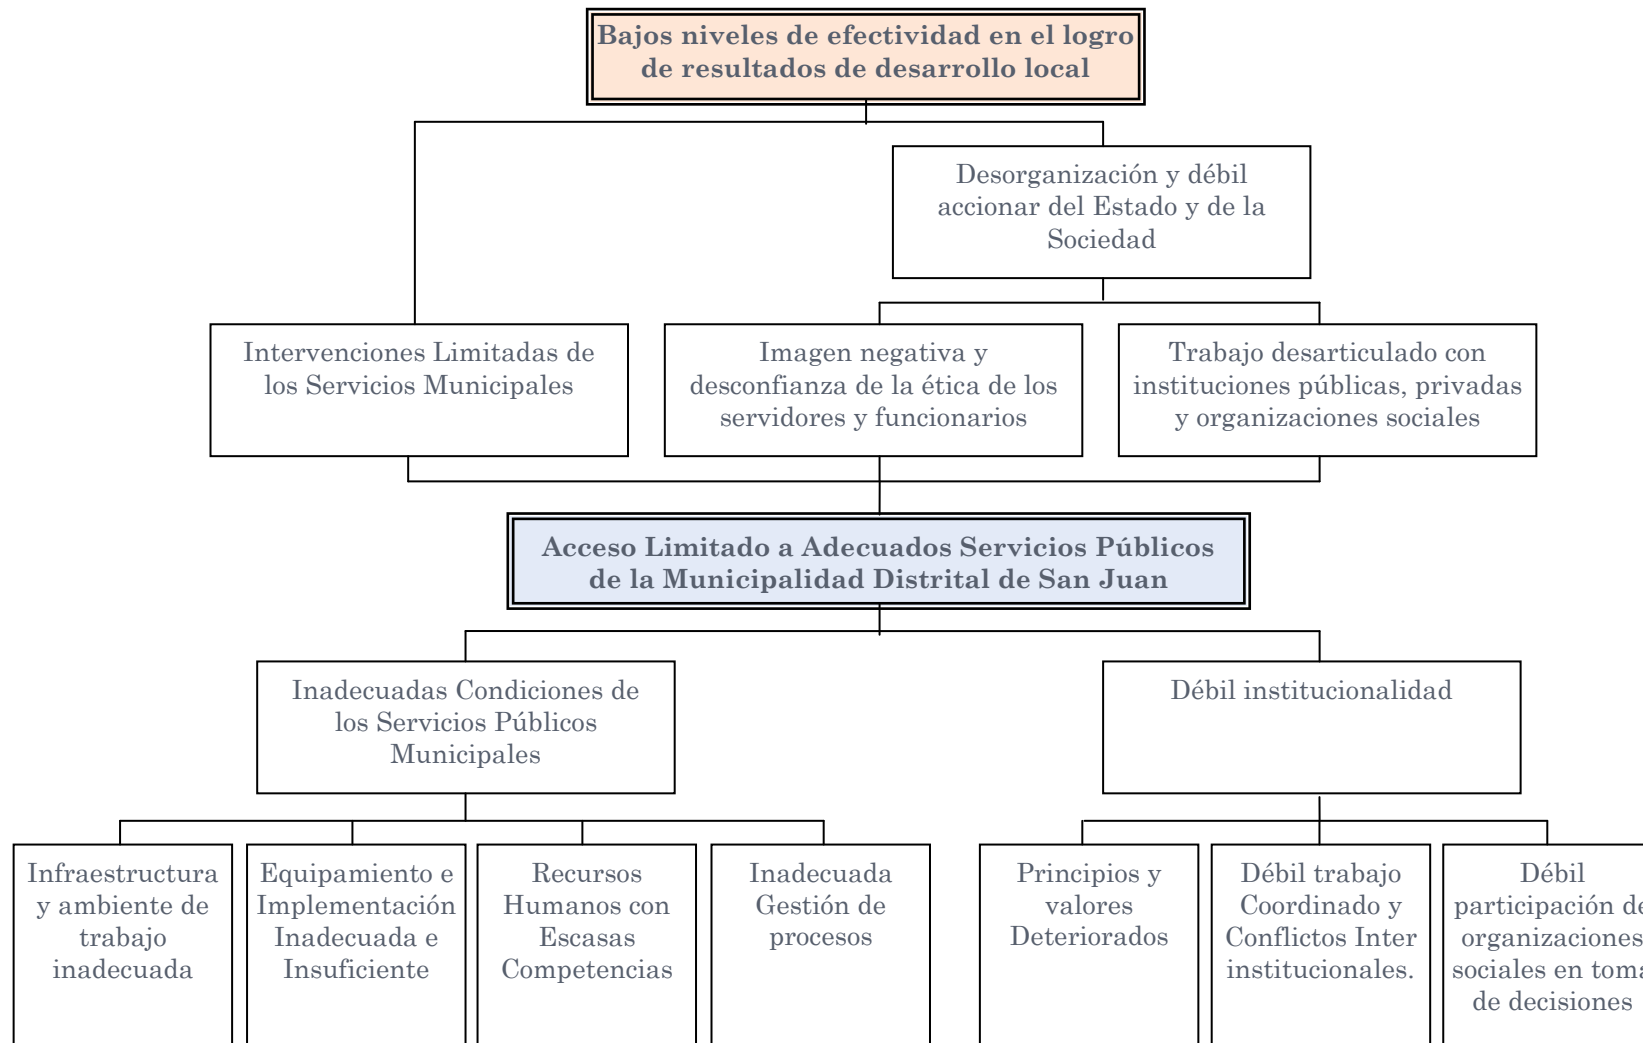 Bajos niveles de efectividad en el logro
de resultados de desarrollo local
Desorganización y débil
accionar del Estado y de la
Sociedad
Intervenciones Limitadas de
los Servicios Municipales
Imagen negativa y
desconfianza de la ética de los
servidores y funcionarios
Trabajo desarticulado con
instituciones públicas, privadas
y organizaciones sociales
Acceso Limitado a Adecuados Servicios Públicos
de la Municipalidad Distrital de San Juan
Inadecuadas Condiciones de
los Servicios Públicos
Municipales
Débil institucionalidad
Infraestructura
y ambiente de
trabajo
inadecuada
Equipamiento e
Implementación
Inadecuada e
Insuficiente
Recursos
Humanos con
Escasas
Competencias
Inadecuada
Gestión de
procesos
Principios y
valores
Deteriorados
Débil trabajo
Coordinado y
Conflictos Inter
institucionales.
Débil
participación de
organizaciones
sociales en toma
de decisiones